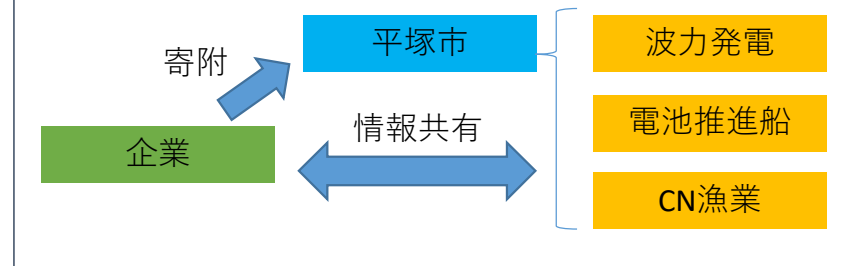 寄附
平塚市
波力発電
企業
情報共有
電池推進船
CN漁業